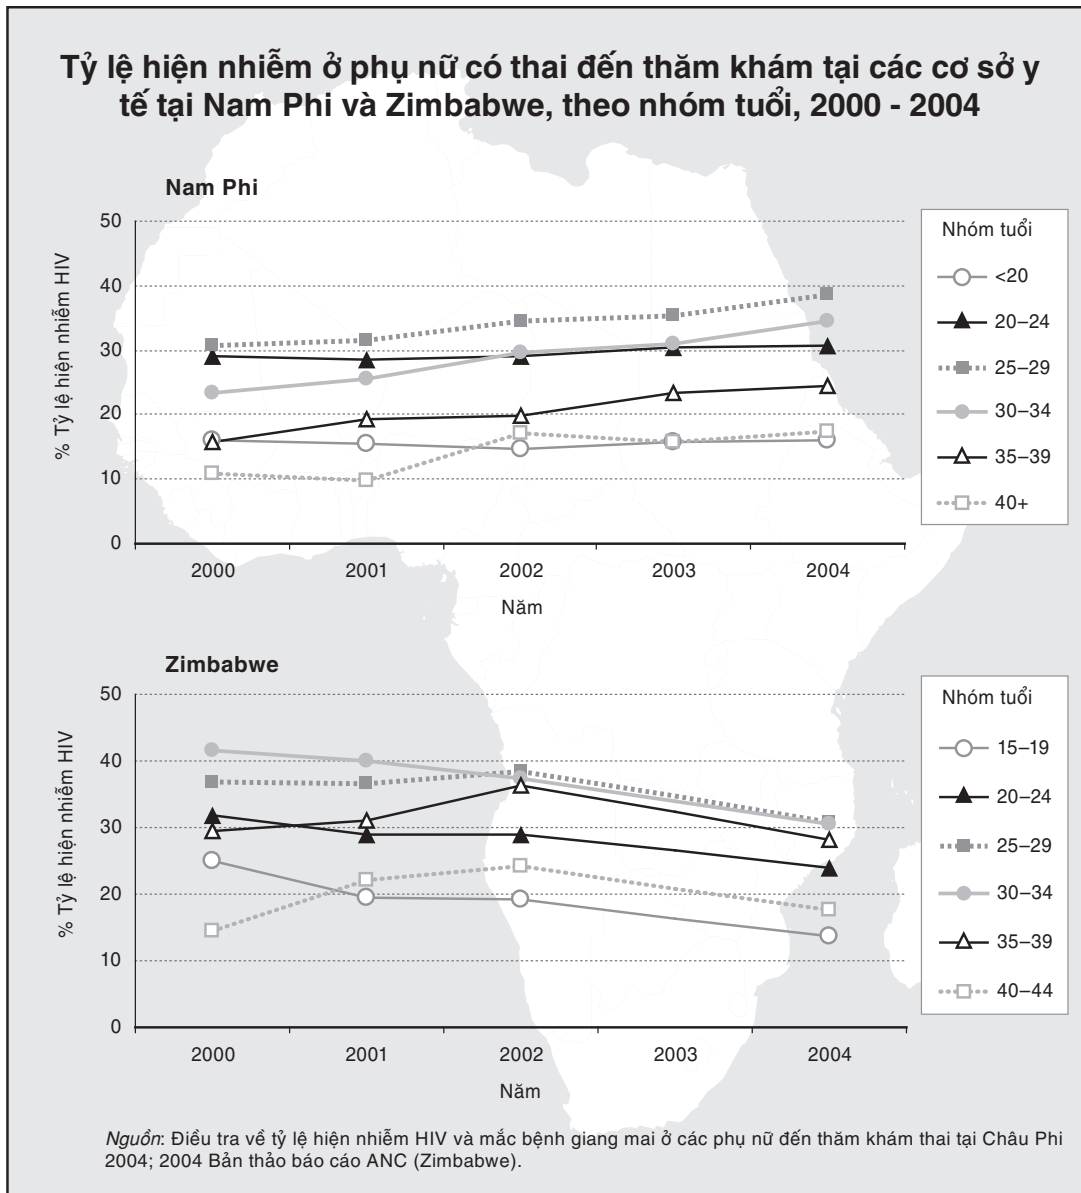 Tỷ lệ hiện nhiễm ở phụ nữ có thai đến thăm khám tại các cơ sở y
tế tại Nam Phi và Zimbabwe, theo nhóm tuổi, 2000 - 2004
Nam Phi
% Tỷ lệ hiện nhiễm HIV
50
40
30
20
10
0
2000 2001 2002 2003 2004
Năm
Nhóm tuổi
<20
20–24
25–29
30–34
35–39
40+
Zimbabwe
% Tỷ lệ hiện nhiễm HIV
50
40
30
20
10
0
2000 2001 2002 2003 2004
Năm
Nhóm tuổi
15–19
20–24
25–29
30–34
35–39
40–44
Nguồn: Điều tra về tỷ lệ hiện nhiễm HIV và mắc bệnh giang mai ở các phụ nữ đến thăm khám thai tại Châu Phi
2004; 2004 Bản thảo báo cáo ANC (Zimbabwe).